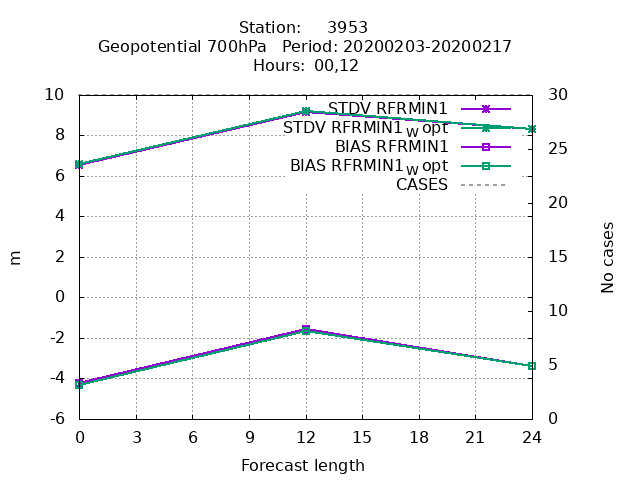 Station: 3953
Geopotential 700hPa Period: 20200203-20200217
Hours: 00,12
10
8
6
4
2
0
-2
-4
-6
m
STDV RFRMIN1
STDV RFRMIN1w opt
BIAS RFRMIN1
BIAS RFRMIN1w opt
CASES
30
25
20
15
10
5
0
No cases
0 3 6 9 12 15 18 21 24
Forecast length